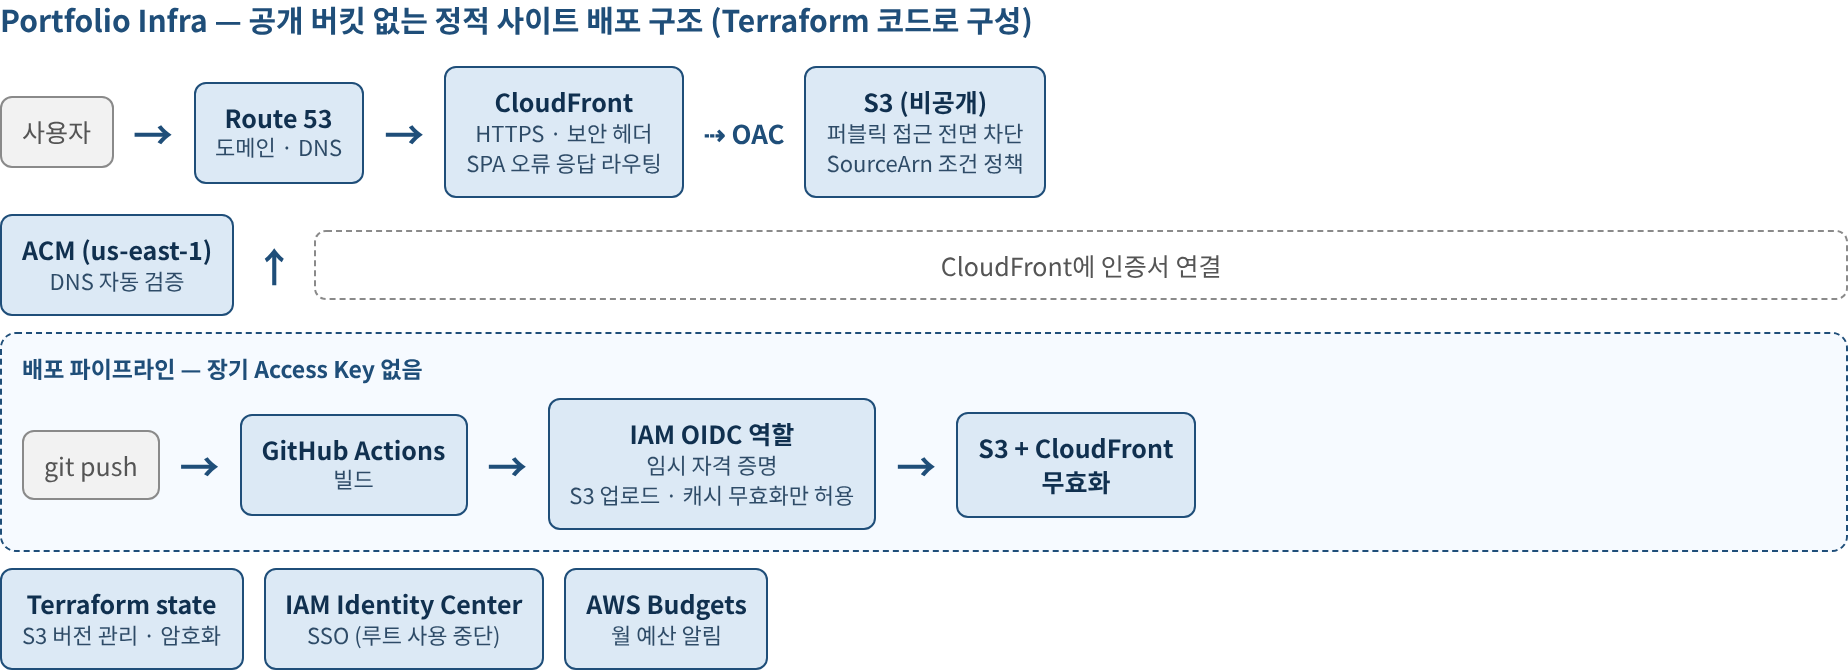 Portfolio Infra — 공개 버킷 없는 정적 사이트 배포 구조 (Terraform 코드로 구성)
사용자
→
Route 53
도메인 · DNS
→
CloudFront
HTTPS · 보안 헤더
SPA 오류 응답 라우팅
⇢ OAC
S3 (비공개)
퍼블릭 접근 전면 차단
SourceArn 조건 정책
ACM (us-east-1)
DNS 자동 검증
↑
CloudFront에 인증서 연결
배포 파이프라인 — 장기 Access Key 없음
git push
→
GitHub Actions
빌드
→
IAM OIDC 역할
임시 자격 증명
S3 업로드 · 캐시 무효화만 허용
→
S3 + CloudFront
무효화
Terraform state
S3 버전 관리 · 암호화
IAM Identity Center
SSO (루트 사용 중단)
AWS Budgets
월 예산 알림